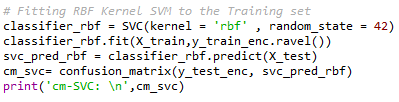 # Fitting RBF Kernel SVM to the Training set
classifier_rbf = SVC(kernel = 'rbf' , random_state = 42)
classifier_rbf.fit(X_train,y_train_enc.ravel())
svc_pred_rbf = classifier_rbf.predict(X_test)
cm_svc= confusion_matrix(y_test_enc, svc_pred_rbf)
print('cm-SVC: \n',cm_svc)